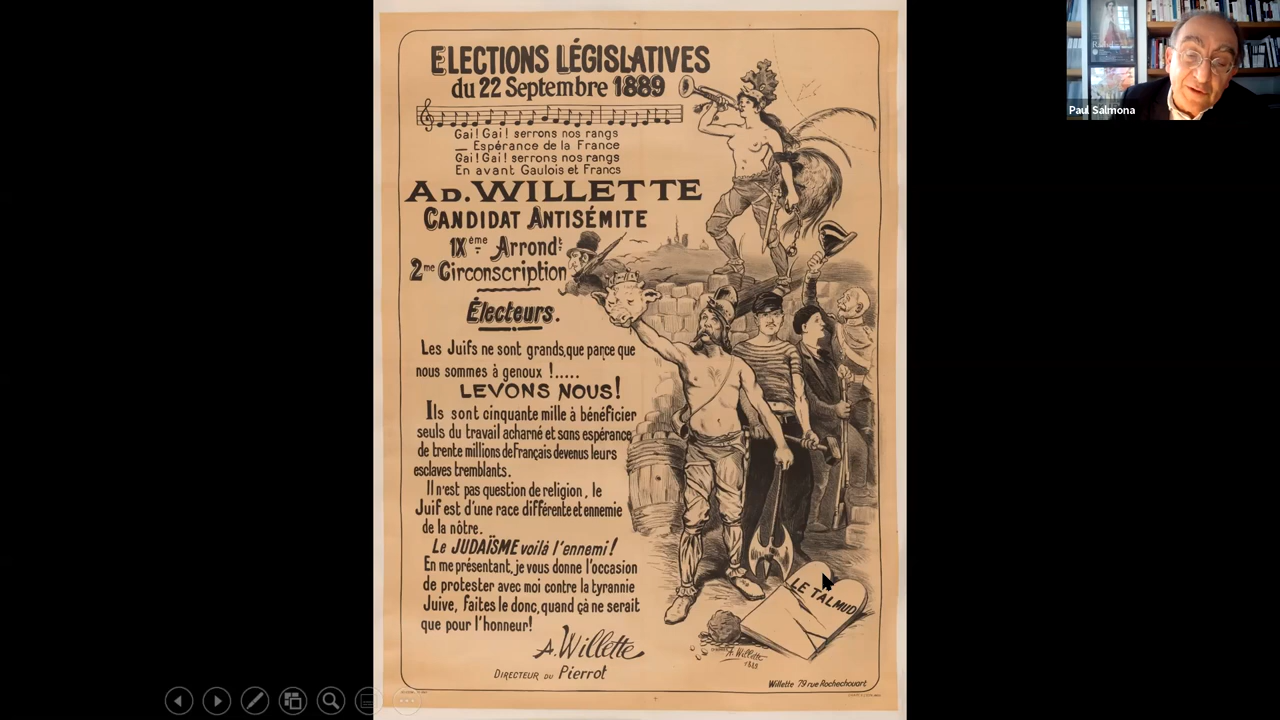 ELECTIONS LÉGISLATIVES
du 22 Septembre 1889
Gai! Gai! serrons nos rangs
— Espérance de la France
Gai! Gai! serrons nos rangs
En avant Gaulois et Francs
AD. WILLETTE
CANDIDAT ANTISÉMITE
IXème Arrondt
2me Circonscription
Électeurs.
Les Juifs ne sont grands, que parce que
nous sommes à genoux !.....
LEVONS NOUS!
Ils sont cinquante mille à bénéficier
seuls du travail acharné et sans espérance
de trente millions de Français devenus leurs
esclaves tremblants.
Il n'est pas question de religion, le
Juif est d'une race différente et ennemie
de la nôtre.
Le JUDAÏSME voilà l'ennemi!
En me présentant, je vous donne l'occasion
de protester avec moi contre la tyrannie
Juive, faites le donc, quand çà ne serait
que pour l'honneur!
A. Willette
DIRECTEUR DU Pierrot
LE TALMUD
A. Willette
1889
Willette 79 rue Rochechouart
Paul Salmona